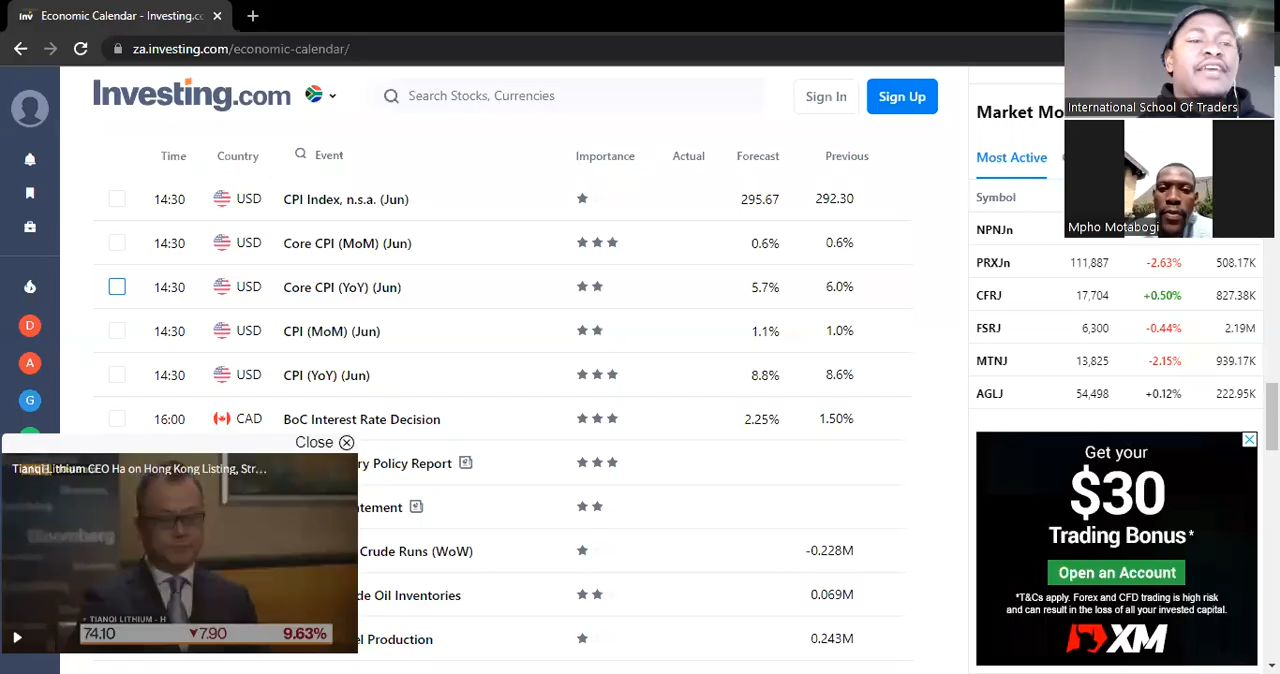 Inv Economic Calendar - Investing.co
za.investing.com/economic-calendar/
Investing.com
Search Stocks, Currencies
Sign In
Sign Up
Time Country Event Importance Actual Forecast Previous
14:30 USD CPI Index, n.s.a. (Jun) 295.67 292.30
14:30 USD Core CPI (MoM) (Jun) 0.6% 0.6%
14:30 USD Core CPI (YoY) (Jun) 5.7% 6.0%
14:30 USD CPI (MoM) (Jun) 1.1% 1.0%
14:30 USD CPI (YoY) (Jun) 8.8% 8.6%
16:00 CAD BoC Interest Rate Decision 2.25% 1.50%
ry Policy Report
tement
Crude Runs (WoW) -0.228M
de Oil Inventories 0.069M
el Production 0.243M
D
A
G
Close
Tianqi Lithium CEO Ha on Hong Kong Listing, Str...
Bloomberg
TIANQI LITHIUM - H
74.10 ▼7.90 9.63%
International School Of Traders
Mpho Motabogi
Market Mo
Most Active
Symbol
NPNJn
PRXJn 111,887 -2.63% 508.17K
CFRJ 17,704 +0.50% 827.38K
FSRJ 6,300 -0.44% 2.19M
MTNJ 13,825 -2.15% 939.17K
AGLJ 54,498 +0.12% 222.95K
Get your
$30
Trading Bonus*
Open an Account
*T&Cs apply. Forex and CFD trading is high risk
and can result in the loss of all your invested capital.
XM